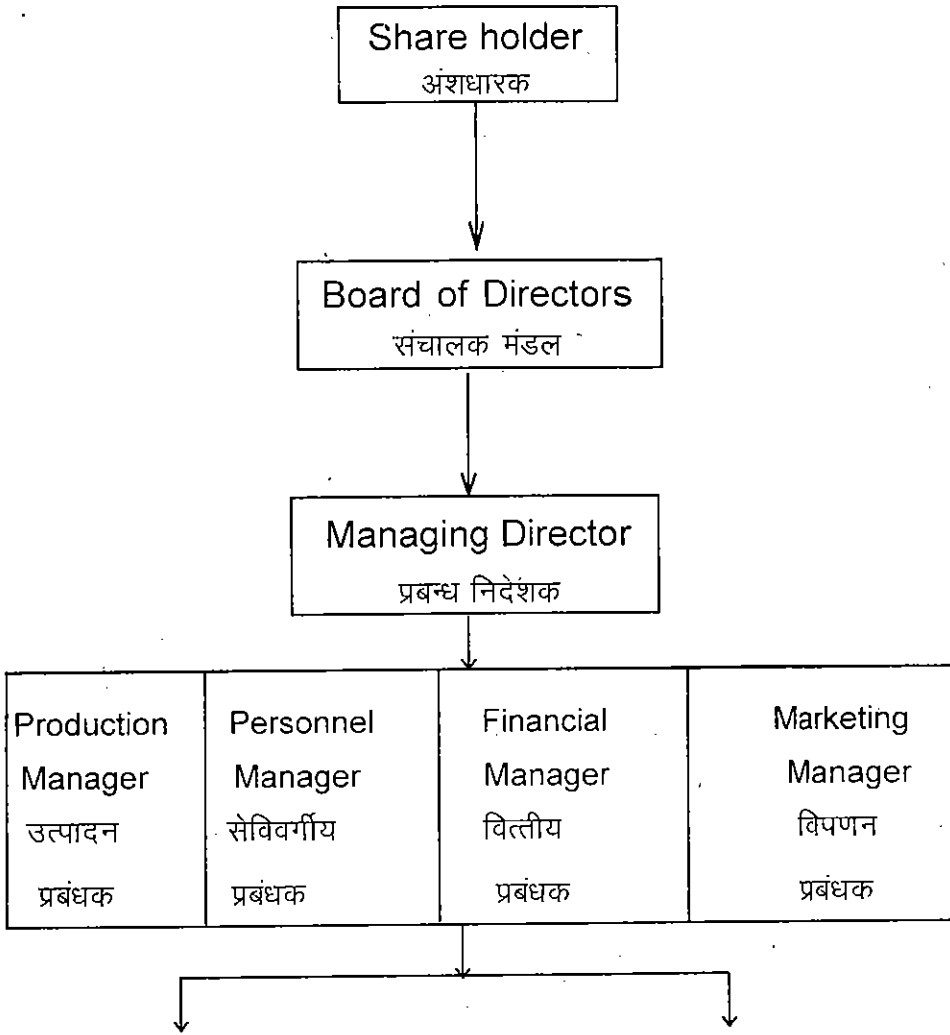 Share holder
अंशधारक
Board of Directors
संचालक मंडल
Managing Director
प्रबन्ध निदेशक
Production
Manager
उत्पादन
प्रबंधक
Personnel
Manager
सेविवर्गीय
प्रबंधक
Financial
Manager
वित्तीय
प्रबंधक
Marketing
Manager
विपणन
प्रबंधक